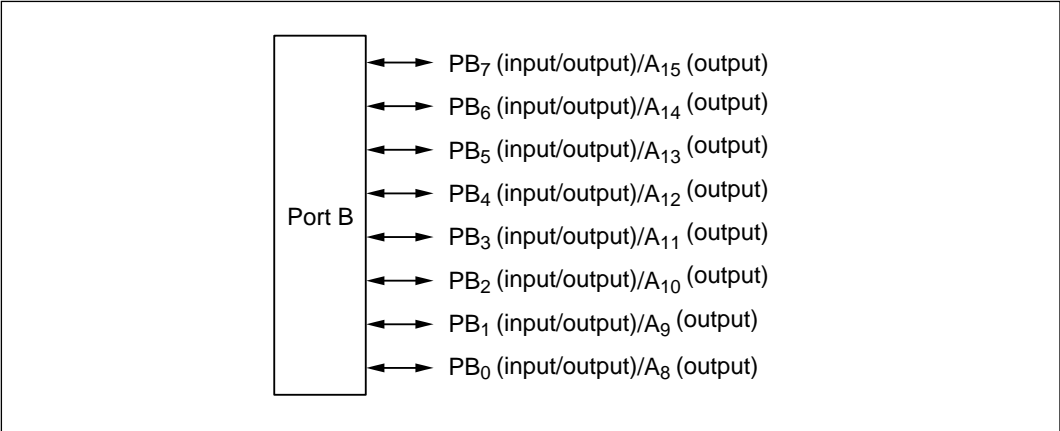 PB7 (input/output)/A15 (output)
PB6 (input/output)/A14 (output)
PB5 (input/output)/A13 (output)
PB4 (input/output)/A12 (output)
Port B
PB3 (input/output)/A11 (output)
PB2 (input/output)/A10 (output)
PB1 (input/output)/A9 (output)
PB0 (input/output)/A8 (output)